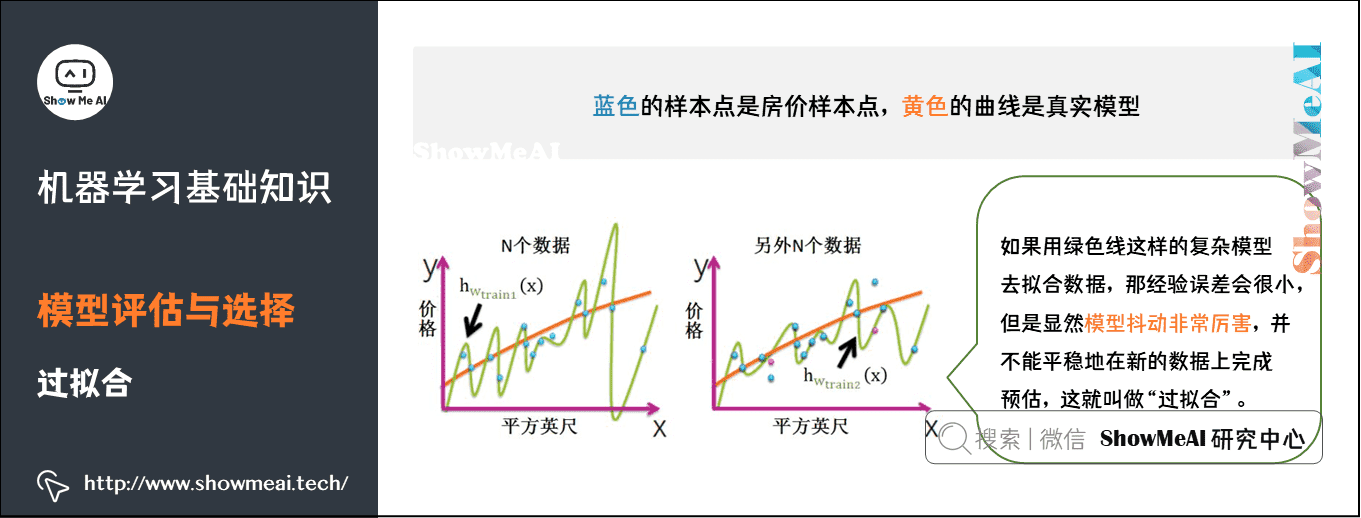 Show Me AI
机器学习基础知识
模型评估与选择
过拟合
http://www.showmeai.tech/
蓝色的样本点是房价样本点，黄色的曲线是真实模型
ShowMeAI
ShowMeAI
N个数据
y
价格
hwtrain1(x)
平方英尺
X
另外N个数据
y
价格
hwtrain2(x)
平方英尺
X
如果用绿色线这样的复杂模型
去拟合数据，那经验误差会很小，
但是显然模型抖动非常厉害，并
不能平稳地在新的数据上完成
预估，这就叫做“过拟合”。
搜索 | 微信 ShowMeAI 研究中心